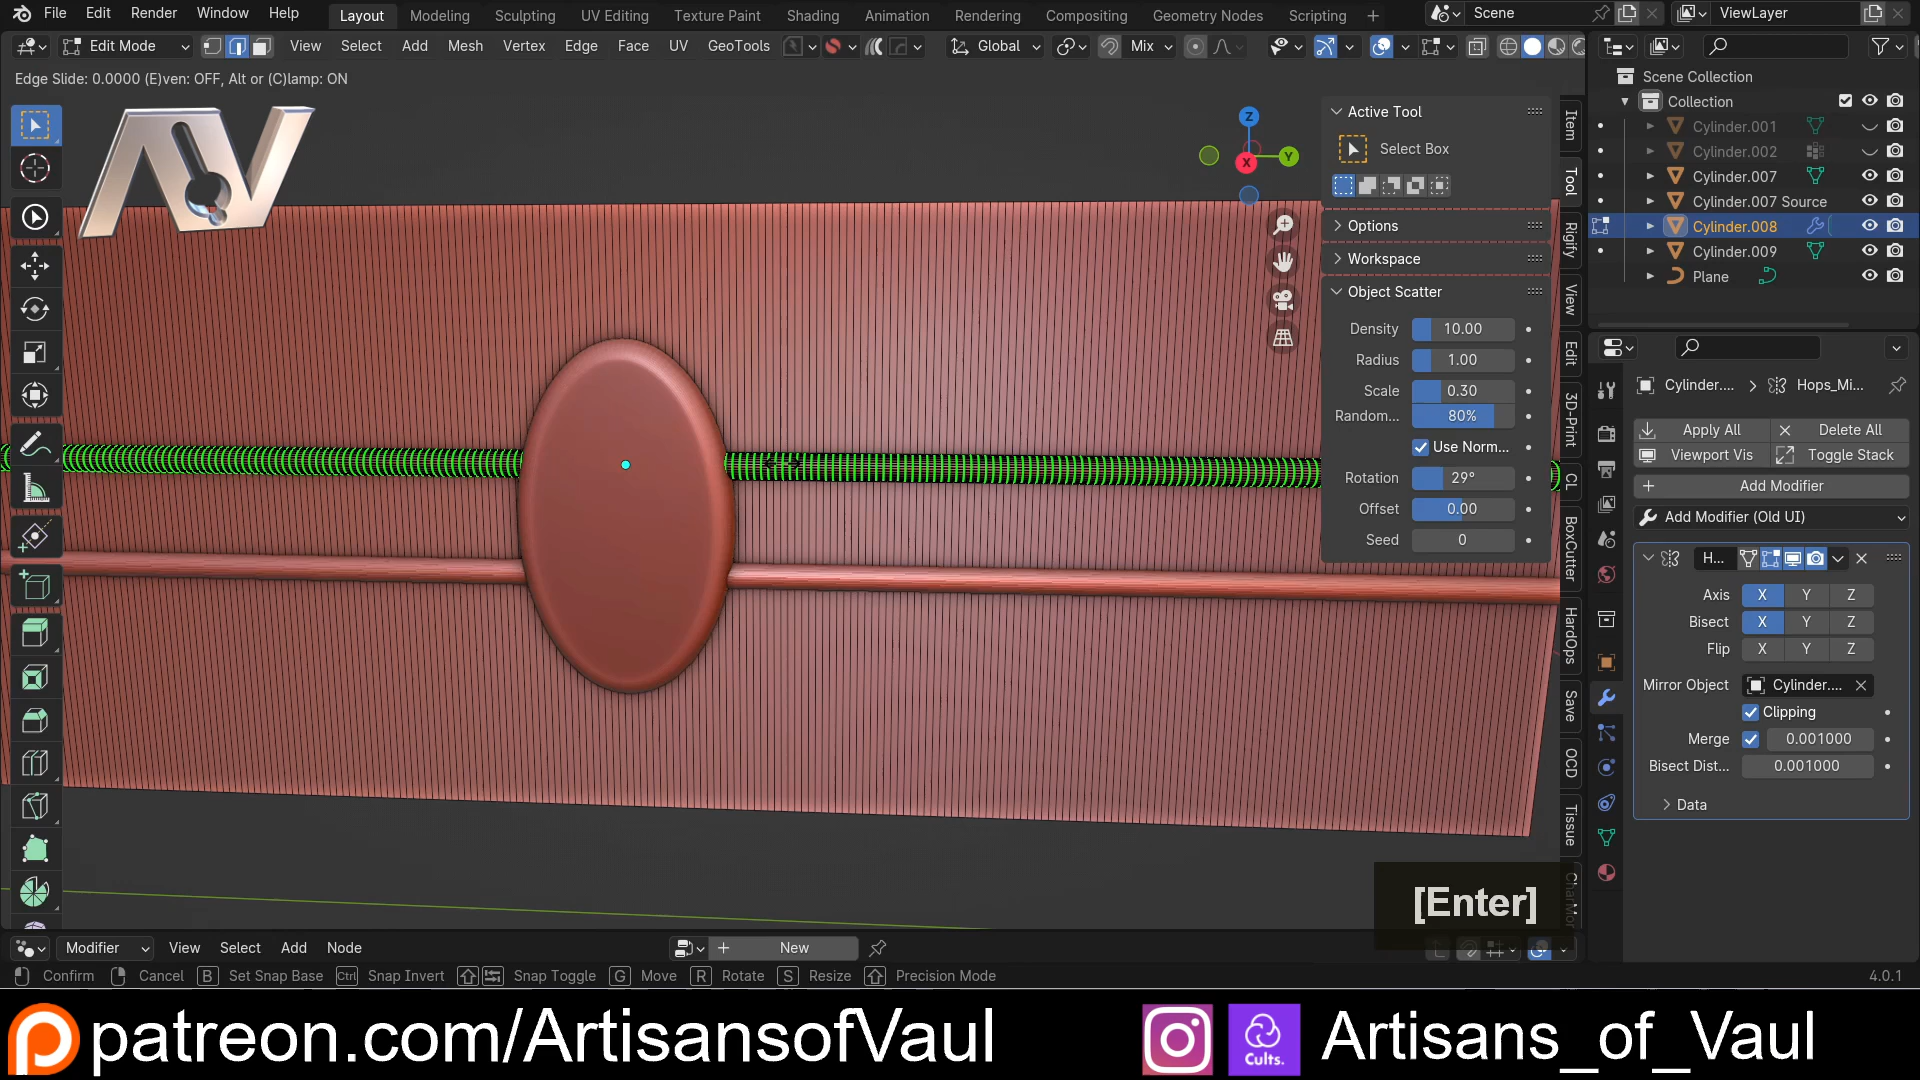 File Edit Render Window Help Layout Modeling Sculpting UV Editing Texture Paint Shading Animation Rendering Compositing Geometry Nodes Scripting + Scene ViewLayer
Edit Mode View Select Add Mesh Vertex Edge Face UV GeoTools Global Mix
Edge Slide: 0.0000 (E)ven: OFF, Alt or (C)lamp: ON
AV
Z
Y
X
Active Tool
Select Box
Options
Workspace
Object Scatter
Density 10.00
Radius 1.00
Scale 0.30
Random... 80%
Use Norm...
Rotation 29°
Offset 0.00
Seed 0
Item
Tool
Rigify
View
Edit
3D-Print
CL
BoxCutter
HardOps
Save
OCD
Tissue
Scene Collection
Collection
Cylinder.001
Cylinder.002
Cylinder.007
Cylinder.007 Source
Cylinder.008
Cylinder.009
Plane
Cylinder.... Hops_Mi...
Apply All Delete All
Viewport Vis Toggle Stack
Add Modifier
Add Modifier (Old UI)
H...
Axis X Y Z
Bisect X Y Z
Flip X Y Z
Mirror Object Cylinder....
Clipping
Merge 0.001000
Bisect Dist... 0.001000
Data
[Enter]
Modifier View Select Add Node New
Confirm Cancel B Set Snap Base Ctrl Snap Invert Snap Toggle G Move R Rotate S Resize Precision Mode 4.0.1
patreon.com/ArtisansofVaul Cults. Artisans_of_Vaul